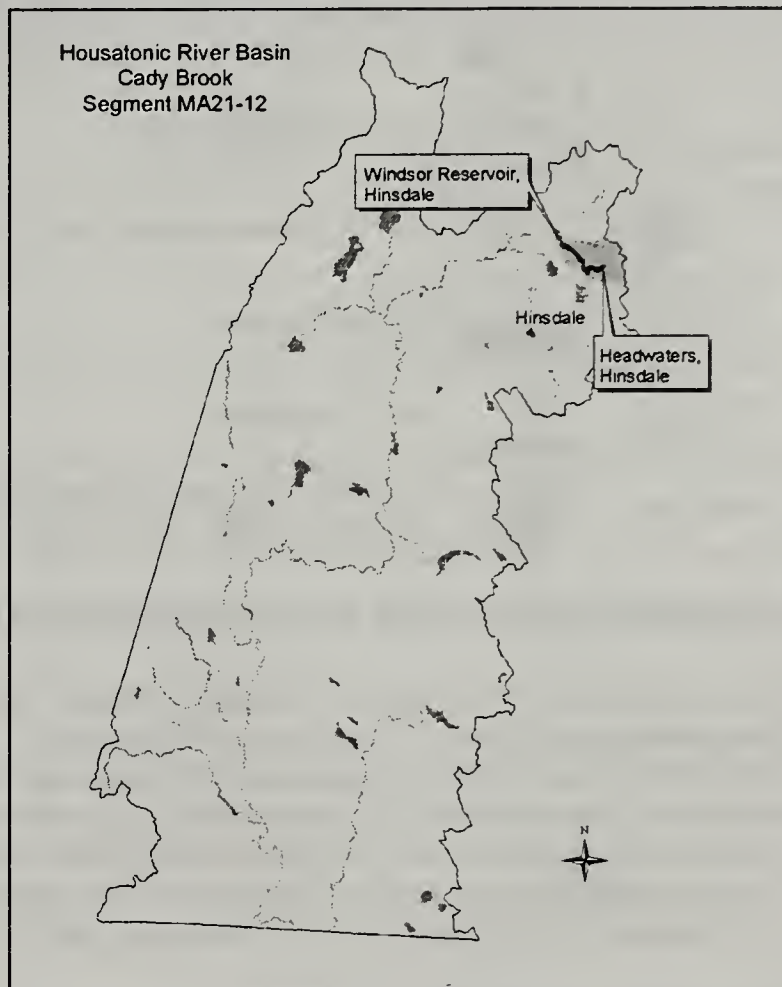 Housatonic River Basin
Cady Brook
Segment MA21-12
Windsor Reservoir,
Hinsdale
Hinsdale
Headwaters,
Hinsdale
N